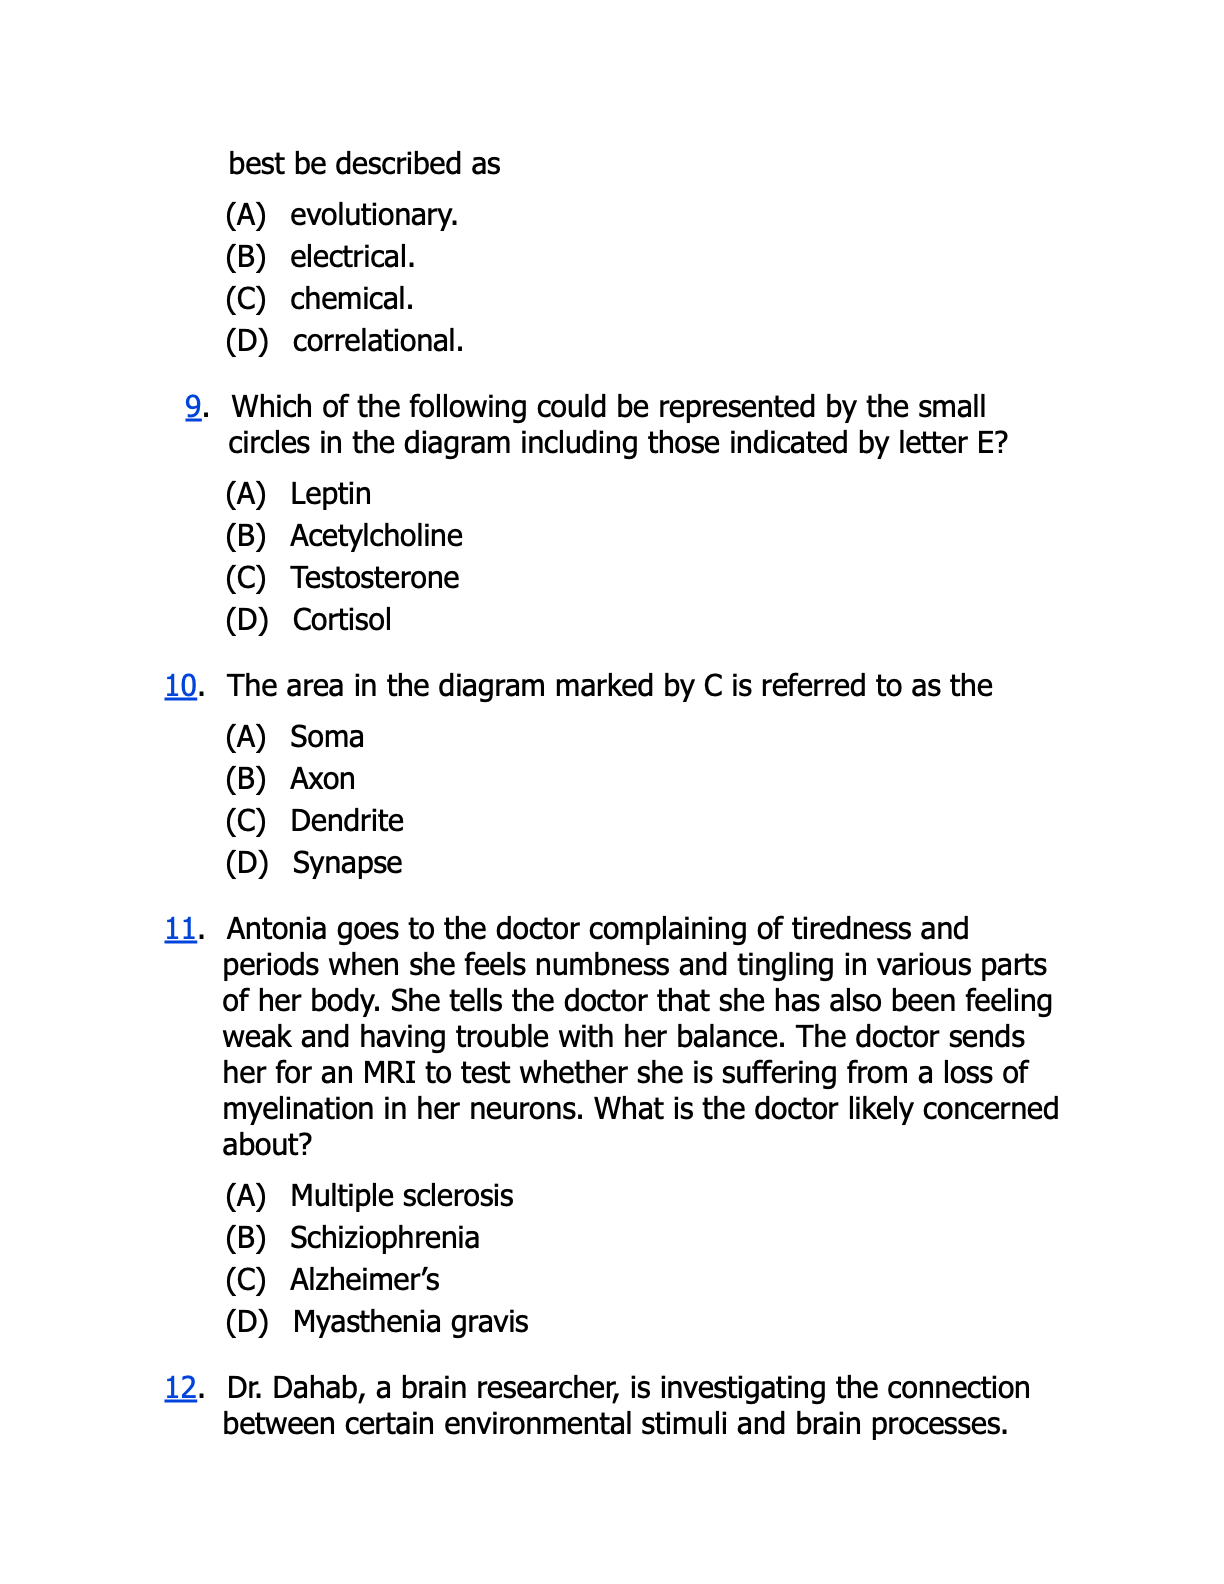 best be described as
(A) evolutionary.
(B) electrical.
(C) chemical.
(D) correlational.
9. Which of the following could be represented by the small
circles in the diagram including those indicated by letter E?
(A) Leptin
(B) Acetylcholine
(C) Testosterone
(D) Cortisol
10. The area in the diagram marked by C is referred to as the
(A) Soma
(B) Axon
(C) Dendrite
(D) Synapse
11. Antonia goes to the doctor complaining of tiredness and
periods when she feels numbness and tingling in various parts
of her body. She tells the doctor that she has also been feeling
weak and having trouble with her balance. The doctor sends
her for an MRI to test whether she is suffering from a loss of
myelination in her neurons. What is the doctor likely concerned
about?
(A) Multiple sclerosis
(B) Schiziophrenia
(C) Alzheimer’s
(D) Myasthenia gravis
12. Dr. Dahab, a brain researcher, is investigating the connection
between certain environmental stimuli and brain processes.